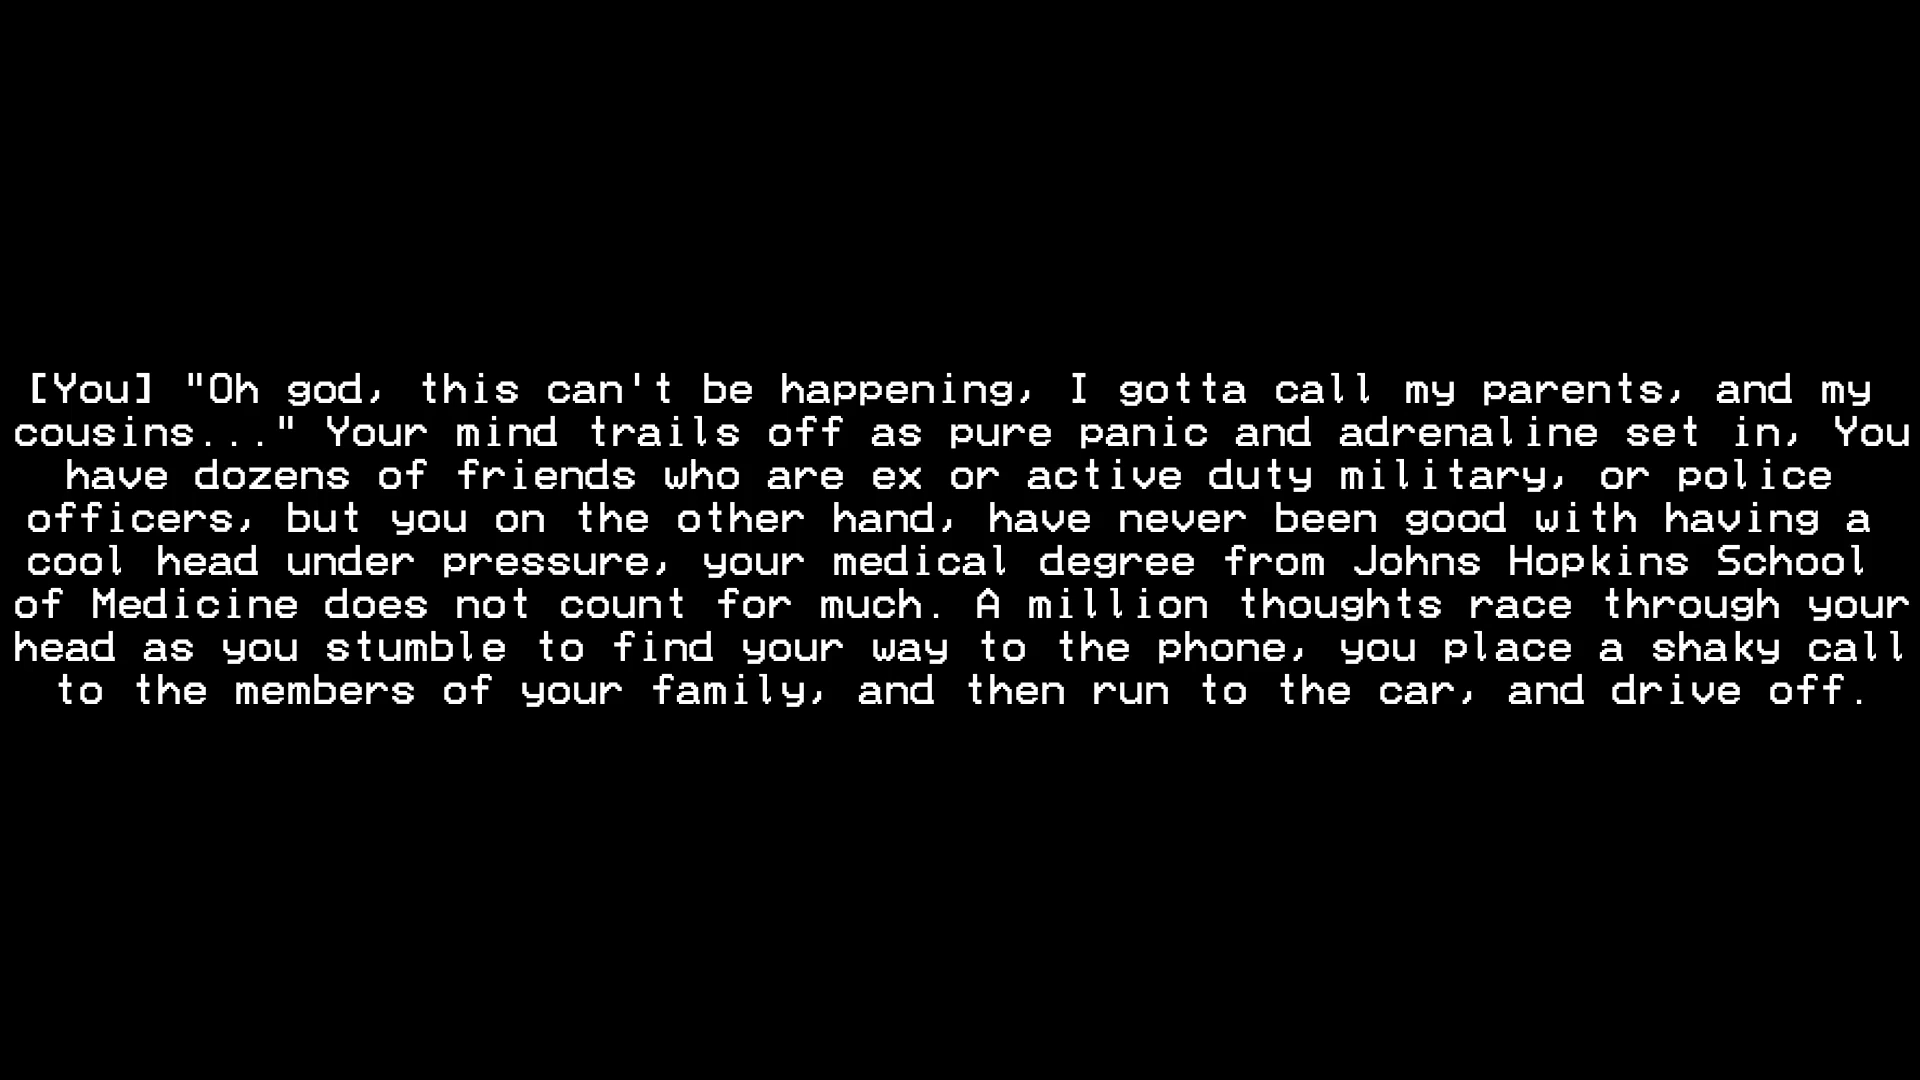 [You] "Oh god, this can't be happening, I gotta call my parents, and my
cousins..." Your mind trails off as pure panic and adrenaline set in, You
have dozens of friends who are ex or active duty military, or police
officers, but you on the other hand, have never been good with having a
cool head under pressure, your medical degree from Johns Hopkins School
of Medicine does not count for much. A million thoughts race through your
head as you stumble to find your way to the phone, you place a shaky call
to the members of your family, and then run to the car, and drive off.